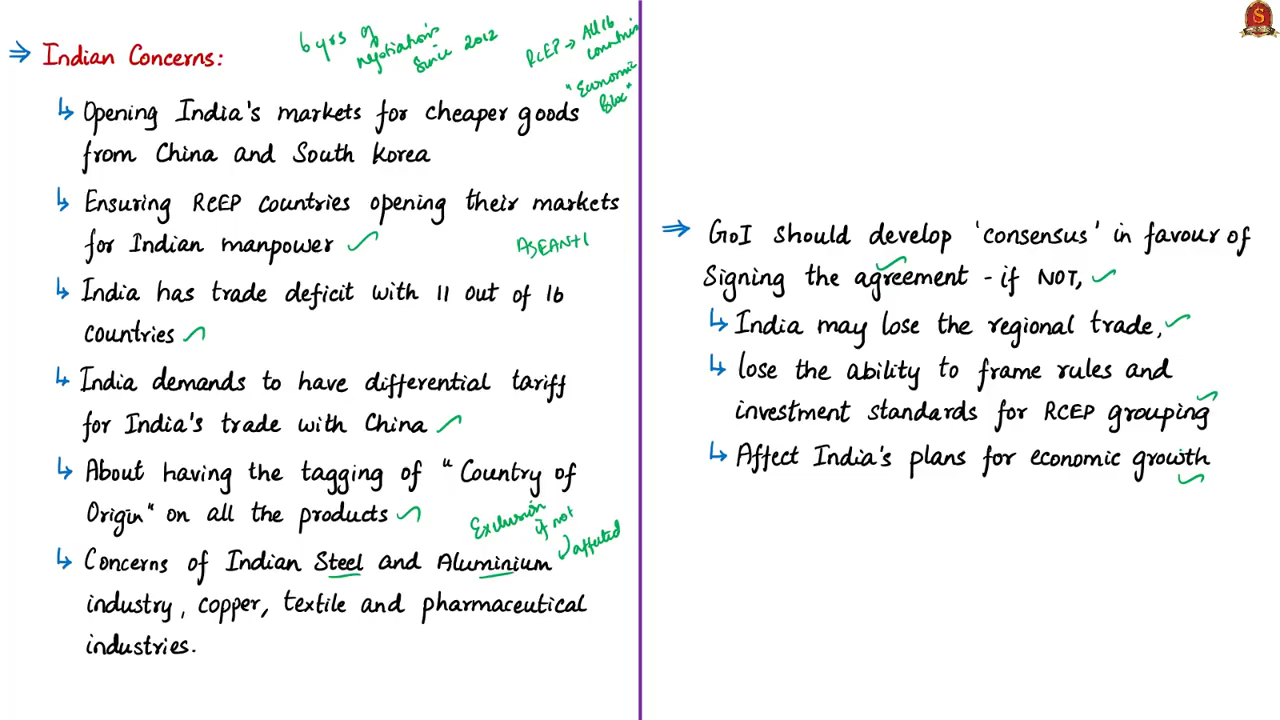 ⇒ Indian Concerns:
6 yrs of
negotiations
since 2012
RCEP → All 16
countries
"Economic
Bloc"
↳ Opening India's markets for cheaper goods
from China and South Korea
↳ Ensuring RCEP countries opening their markets
for Indian manpower
ASEAN+1
↳ India has trade deficit with 11 out of 16
countries
↳ India demands to have differential tariff
for India's trade with China
↳ About having the tagging of "Country of
Origin" on all the products
Exclusion
if not
affected
↳ Concerns of Indian Steel and Aluminium
industry, copper, textile and pharmaceutical
industries.
⇒ GoI should develop 'consensus' in favour of
Signing the agreement - if NOT,
↳ India may lose the regional trade,
↳ lose the ability to frame rules and
investment standards for RCEP grouping
↳ Affect India's plans for economic growth